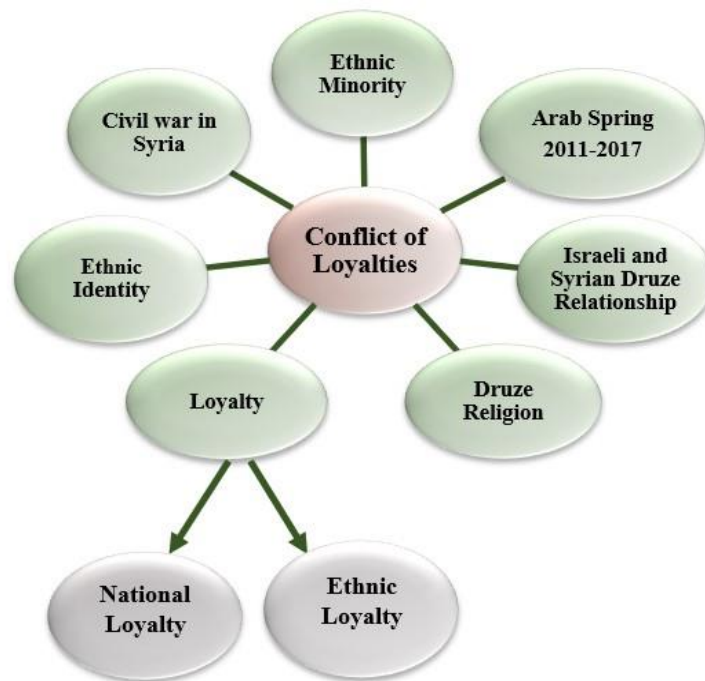 Ethnic
Minority
Civil war in
Syria
Arab Spring
2011-2017
Conflict of
Loyalties
Ethnic
Identity
Israeli and
Syrian Druze
Relationship
Loyalty
Druze
Religion
National
Loyalty
Ethnic
Loyalty